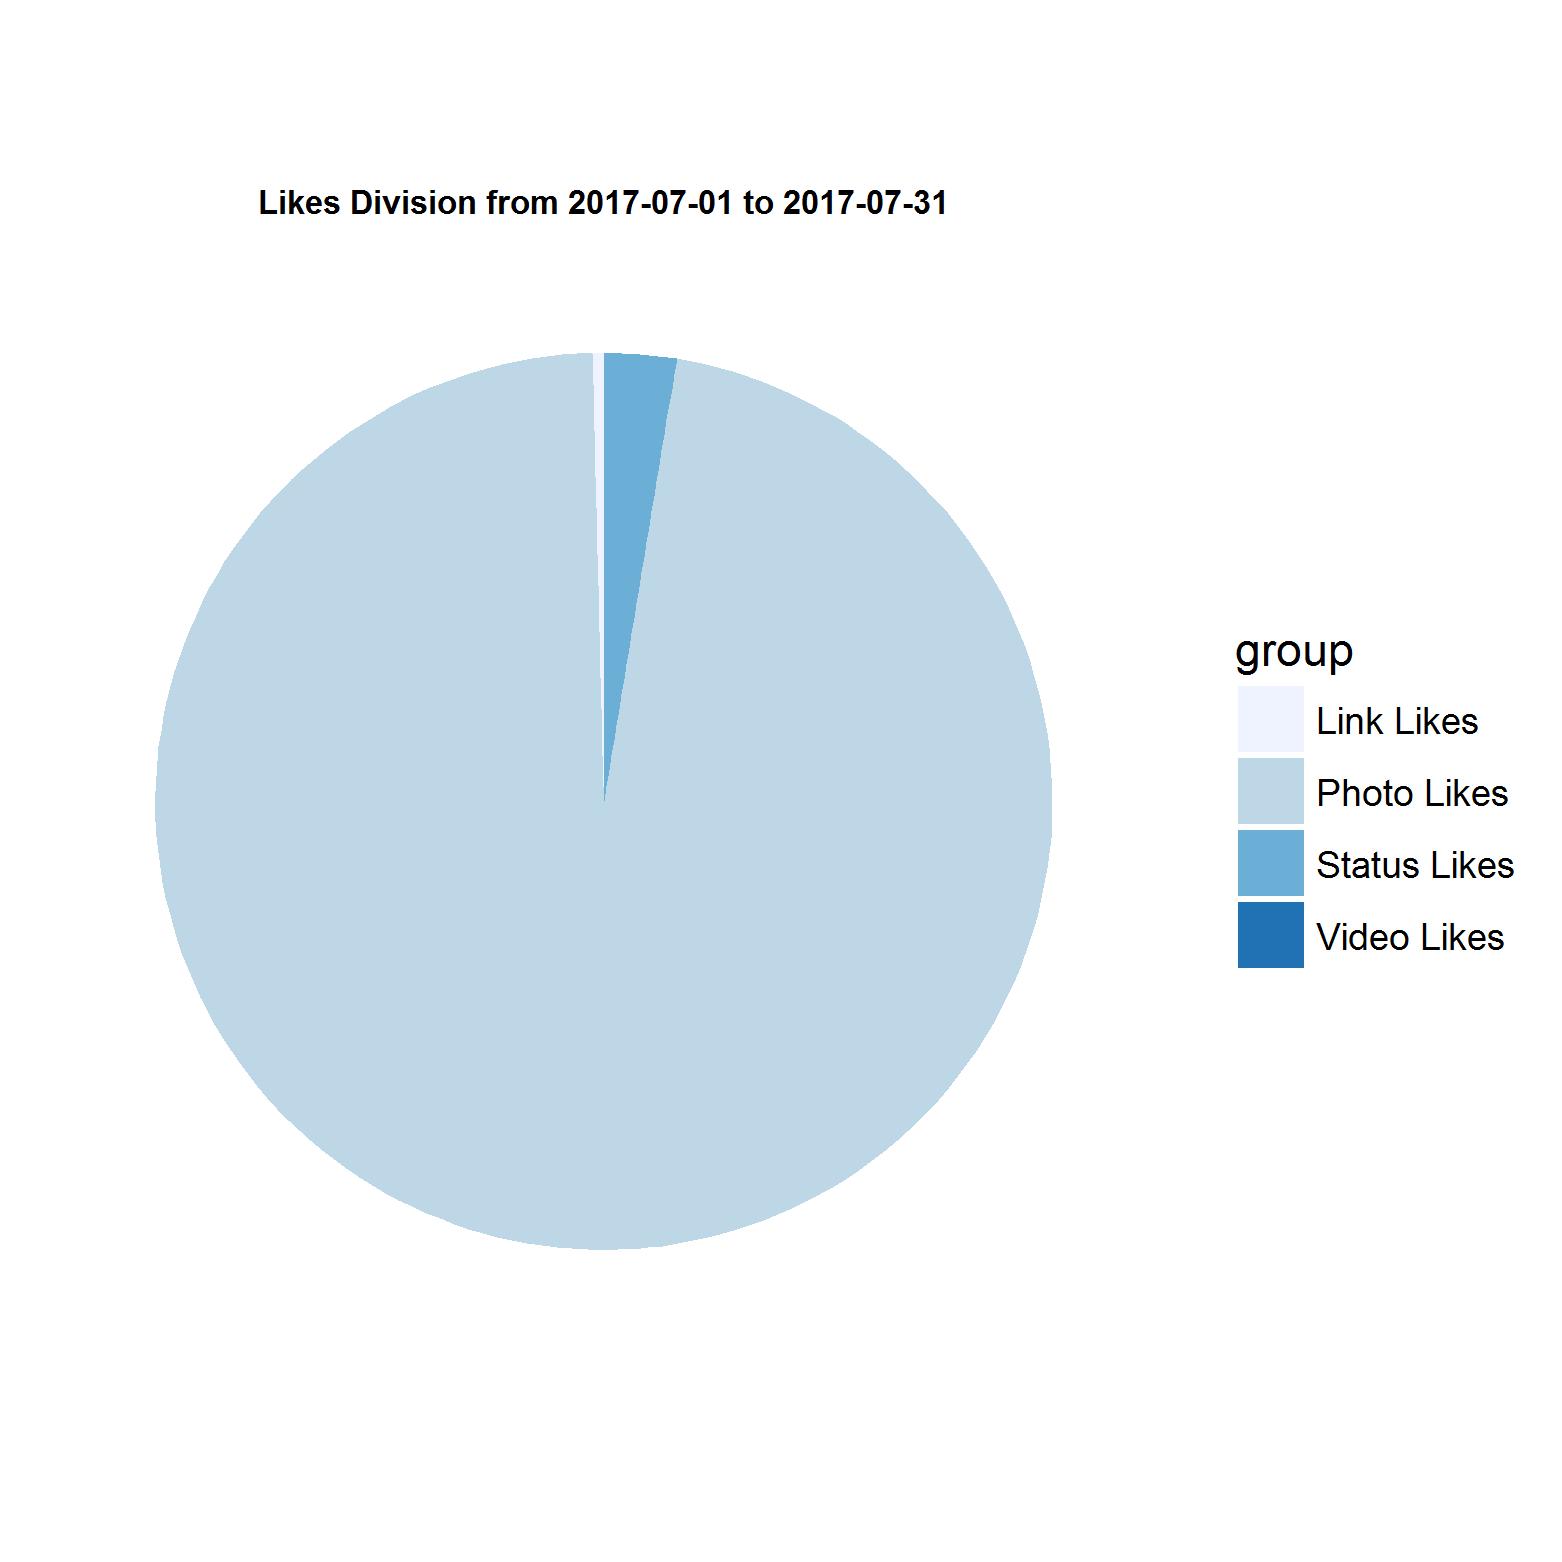 Likes Division from 2017-07-01 to 2017-07-31
group
Link Likes
Photo Likes
Status Likes
Video Likes